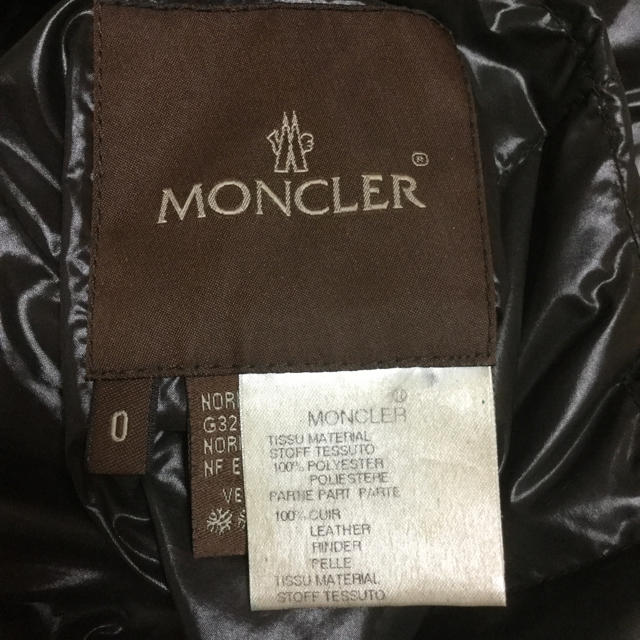 MONCLER
®
0
NOR
G32
NOR
NF E
VE
MONCLER
TISSU MATERIAL
STOFF TESSUTO
100% POLYESTER
POLIESTERE
PARTIE PART PARTE
100% CUIR
LEATHER
RINDER
PELLE
TISSU MATERIAL
STOFF TESSUTO